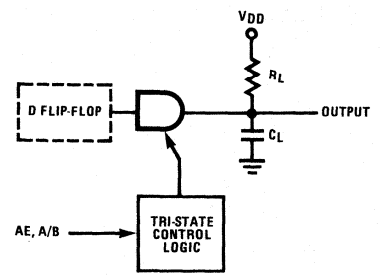 VDD
RL
D FLIP-FLOP
OUTPUT
CL
TRI-STATE
CONTROL
LOGIC
AE, A/B